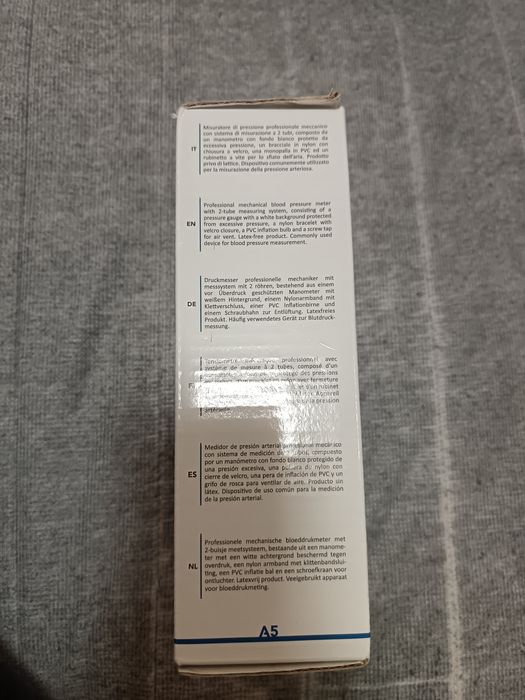 IT
Misuratore di pressione professionale meccanico
con sistema di misurazione a 2 tubi, composto da
un manometro con fondo bianco protetto da
eccessiva pressione, un bracciale in nylon con
chiusura a velcro, una monopalla in PVC ed un
rubinetto a vite per lo sfiato dell'aria. Prodotto
privo di lattice. Dispositivo comunemente utilizzato
per la misurazione della pressione arteriosa.
EN
Professional mechanical blood pressure meter
with 2-tube measuring system, consisting of a
pressure gauge with a white background protected
from excessive pressure, a nylon bracelet with
velcro closure, a PVC inflation bulb and a screw tap
for air vent. Latex-free product. Commonly used
device for blood pressure measurement.
DE
Druckmesser professionelle mechaniker mit
messsystem mit 2 röhren, bestehend aus einem
vor Überdruck geschützten Manometer mit
weißem Hintergrund, einem Nylonarmband mit
Klettverschluss, einer PVC Inflationbirne und
einem Schraubhahn zur Entlüftung. Latexfreies
Produkt. Häufig verwendetes Gerät zur Blutdruck-
messung.
professionnel avec
système de mesure à 2 tubes, composé d'un
des pressions
avec fermeture
et d'un robinet
Appareil
la pression
ES
Medidor de presión arterial mecánico
con sistema de medición de compuesto
por un manómetro con fondo blanco protegido de
una presión excesiva, una de nylon con
cierre de velcro, una pera de inflación de PVC y un
grifo de rosca para ventilar de aire. Producto sin
látex. Dispositivo de uso común para la medición
de la presión arterial.
NL
Professionele mechanische bloeddrukmeter met
2-buisje meetsysteem, bestaande uit een manome-
ter met een witte achtergrond beschermd tegen
overdruk, een nylon armband met klittenbandslui-
ting, een PVC inflatie bal en een schroefkraan voor
ontluchter. Latexvrij product. Veelgebruikt apparaat
voor bloeddrukmeting.
A5